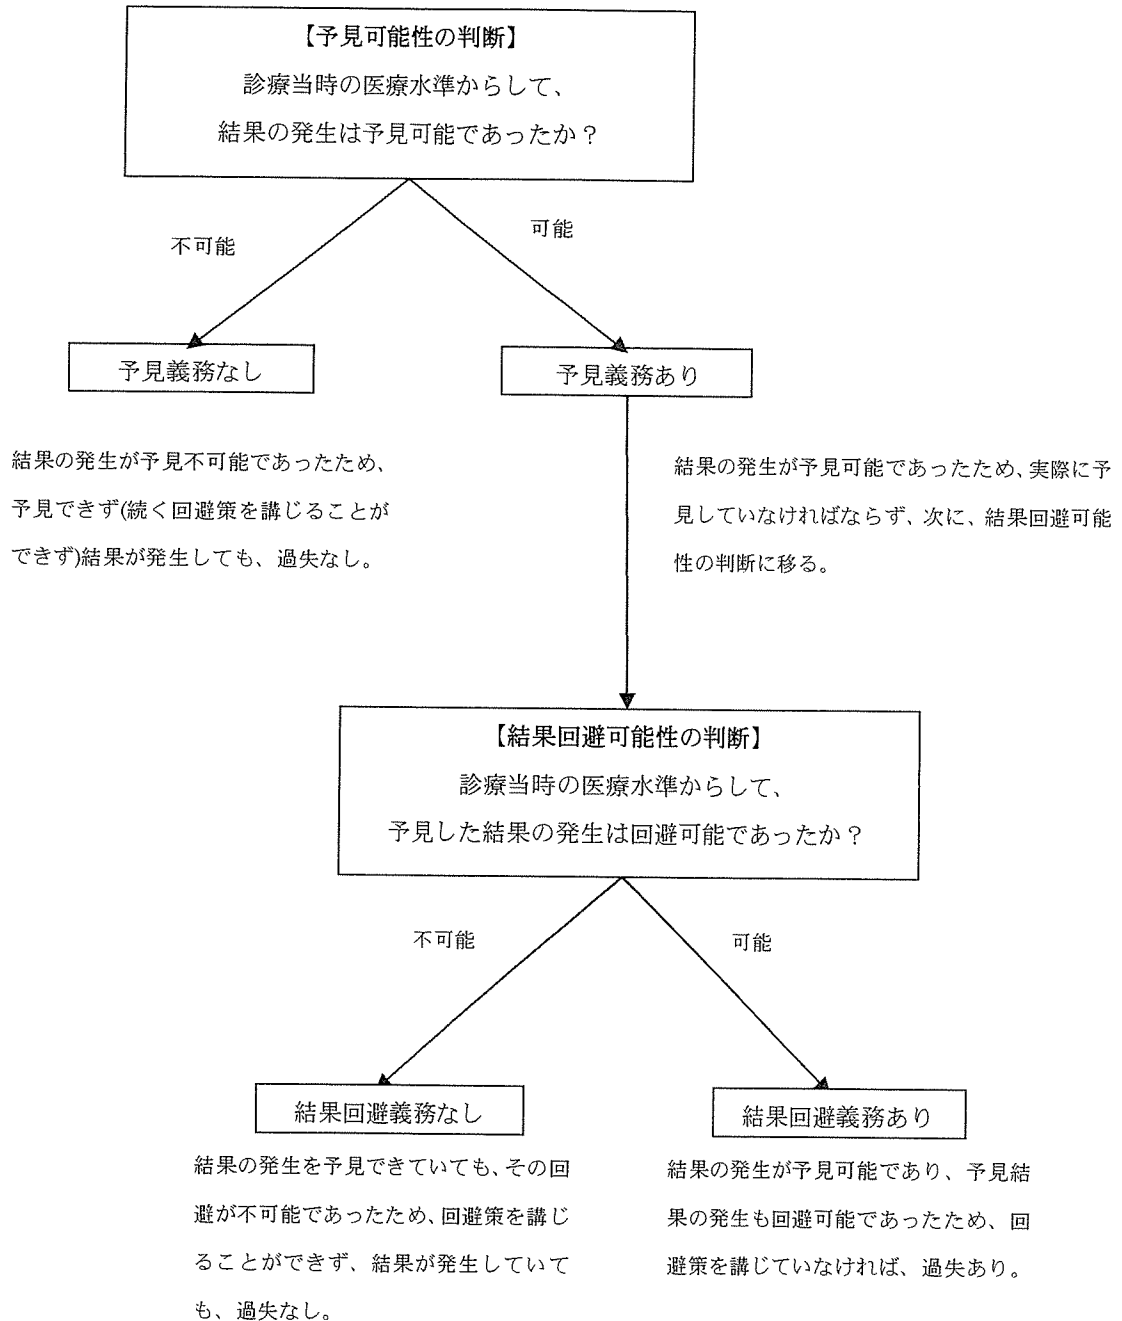 【予見可能性の判断】
診療当時の医療水準からして、
結果の発生は予見可能であったか？
不可能
可能
予見義務なし
予見義務あり
結果の発生が予見不可能であったため、
予見できず(続く回避策を講じることが
できず)結果が発生しても、過失なし。
結果の発生が予見可能であったため、実際に予
見していなければならず、次に、結果回避可能
性の判断に移る。
【結果回避可能性の判断】
診療当時の医療水準からして、
予見した結果の発生は回避可能であったか？
不可能
可能
結果回避義務なし
結果回避義務あり
結果の発生を予見できていても、その回
避が不可能であったため、回避策を講じ
ることができず、結果が発生していて
も、過失なし。
結果の発生が予見可能であり、予見結
果の発生も回避可能であったため、回
避策を講じていなければ、過失あり。